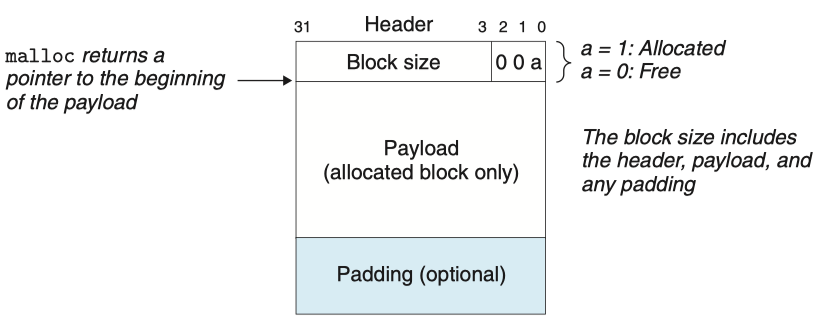 31 Header 3 2 1 0
malloc returns a
pointer to the beginning
of the payload
Block size
0 0 a
a = 1: Allocated
a = 0: Free
Payload
(allocated block only)
The block size includes
the header, payload, and
any padding
Padding (optional)